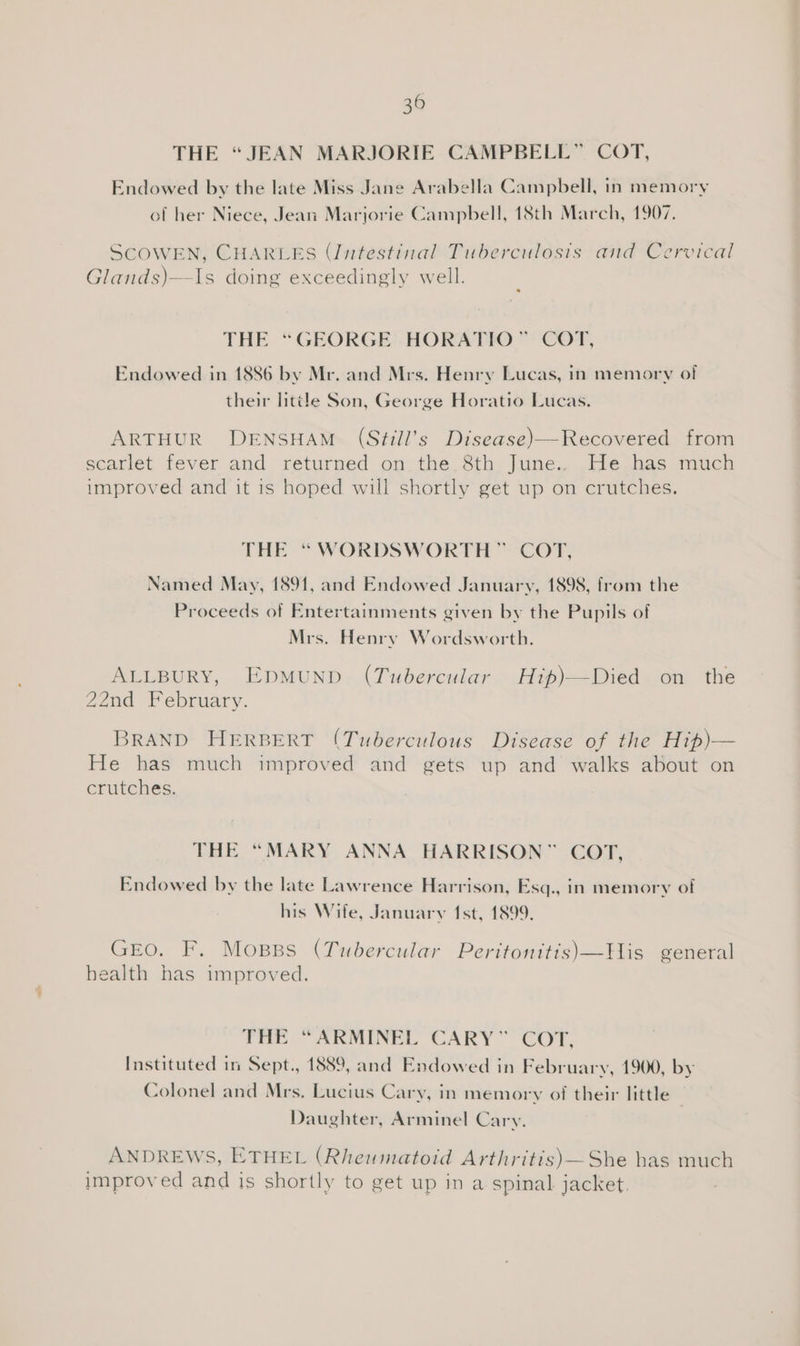 36
THE “JEAN MARJORIE CAMPBELL” COT,
Endowed by the late Miss Jane Arabella Campbell, in memory
of her Niece, Jean Marjorie Campbell, 18th March, 1907.
SCOWEN, CHARLES (Intestinal Tuberculosis and Cervical
Glands)—Is doing exceedingly well.
THE “GEORGE HORATIO” COT,
Endowed in 1886 by Mr. and Mrs. Henry Lucas, in memory of
their little Son, George Horatio Lucas.
ARTHUR DENSHAM (Still's Disease)—Recovered from
scarlet fever and returned on the 8th June. He has much
improved and it is hoped will shortly get up on crutches.
THE “WORDSWORTH” COT,
Named May, 1891, and Endowed January, 1898, from the
Proceeds of Entertainments given by the Pupils of
Mrs. Henry Wordsworth.
ALLBURY, EDMUND (Tubercular Hip)—Died on the
22nd February.
BRAND HERBERT (Tuberculous Disease of the Hip)—
He has much improved and gets up and walks about on
crutches.
THE “MARY ANNA HARRISON” COT,
Endowed by the late Lawrence Harrison, Esq., in memory of
his Wife, January 1st, 1899.
GEO. F. MOBBS (Tubercular Peritonitis)—His general
health has improved.
THE “ARMINEL CARY” COT,
Instituted in Sept., 1889, and Endowed in February, 1900, by
Colonel and Mrs. Lucius Cary, in memory of their little
Daughter, Arminel Cary.
ANDREWS, ETHEL (Rheumatoid Arthritis)—She has much
improved and is shortly to get up in a spinal jacket.